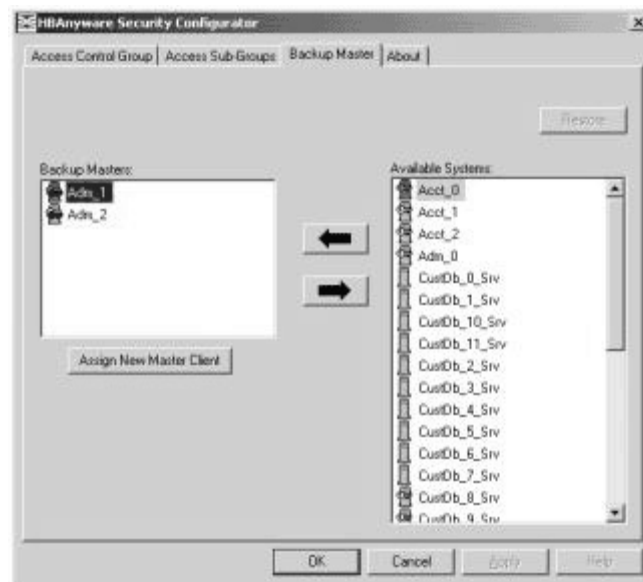 HBAnyware Security Configurator
Access Control Group
Access Sub-Groups
Backup Master
About
Restore
Backup Masters:
Adm_1
Adm_2
Assign New Master Client
Available Systems:
Acct_0
Acct_1
Acct_2
Adm_0
CustDb_0_Srv
CustDb_1_Srv
CustDb_10_Srv
CustDb_11_Srv
CustDb_2_Srv
CustDb_3_Srv
CustDb_4_Srv
CustDb_5_Srv
CustDb_6_Srv
CustDb_7_Srv
CustDb_8_Srv
CustDb_9_Srv
OK
Cancel
Apply
Help